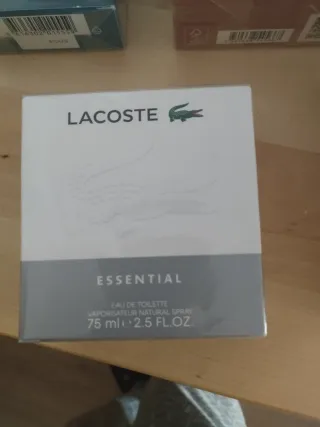 LACOSTE
ESSENTIAL
EAU DE TOILETTE
VAPORISATEUR NATURAL SPRAY
75 ml e 2.5 FL.OZ.